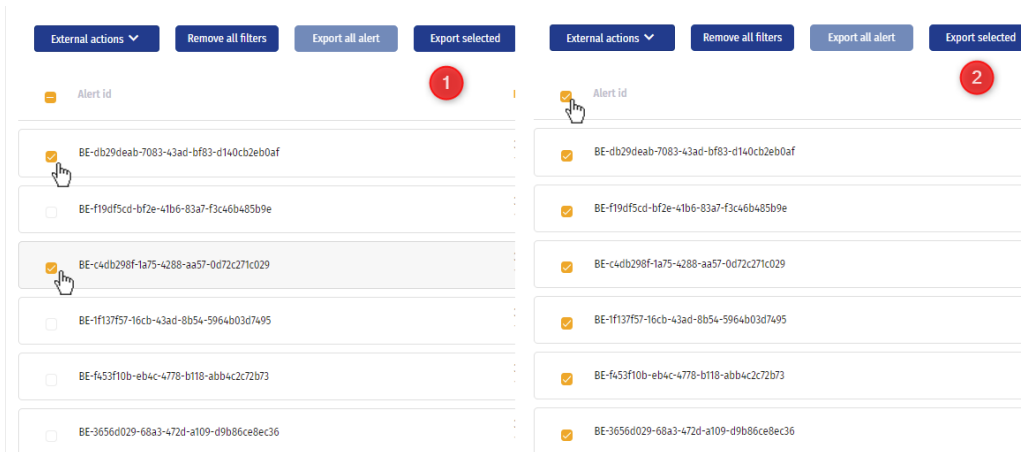 External actions Remove all filters Export all alert Export selected
1
Alert id
BE-db29deab-7083-43ad-bf83-d140cb2eb0af
BE-f19df5cd-bf2e-41b6-83a7-f3c46b485b9e
BE-c4db298f-1a75-4288-aa57-0d72c271c029
BE-1f137f57-16cb-43ad-8b54-5964b03d7495
BE-f453f10b-eb4c-4778-b118-abb4c2c72b73
BE-3656d029-68a3-472d-a109-d9b86ce8ec36
External actions Remove all filters Export all alert Export selected
2
Alert id
BE-db29deab-7083-43ad-bf83-d140cb2eb0af
BE-f19df5cd-bf2e-41b6-83a7-f3c46b485b9e
BE-c4db298f-1a75-4288-aa57-0d72c271c029
BE-1f137f57-16cb-43ad-8b54-5964b03d7495
BE-f453f10b-eb4c-4778-b118-abb4c2c72b73
BE-3656d029-68a3-472d-a109-d9b86ce8ec36